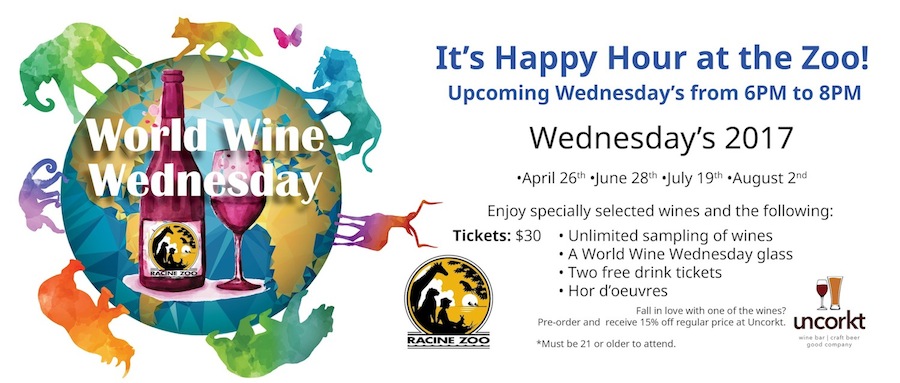 World Wine
Wednesday
RACINE ZOO
It's Happy Hour at the Zoo!
Upcoming Wednesday's from 6PM to 8PM
Wednesday's 2017
•April 26th •June 28th •July 19th •August 2nd
Enjoy specially selected wines and the following:
Tickets: $30 • Unlimited sampling of wines
• A World Wine Wednesday glass
• Two free drink tickets
• Hor d'oeuvres
Fall in love with one of the wines?
Pre-order and receive 15% off regular price at Uncorkt.
*Must be 21 or older to attend.
RACINE ZOO
uncorkt
wine bar | craft beer
good company